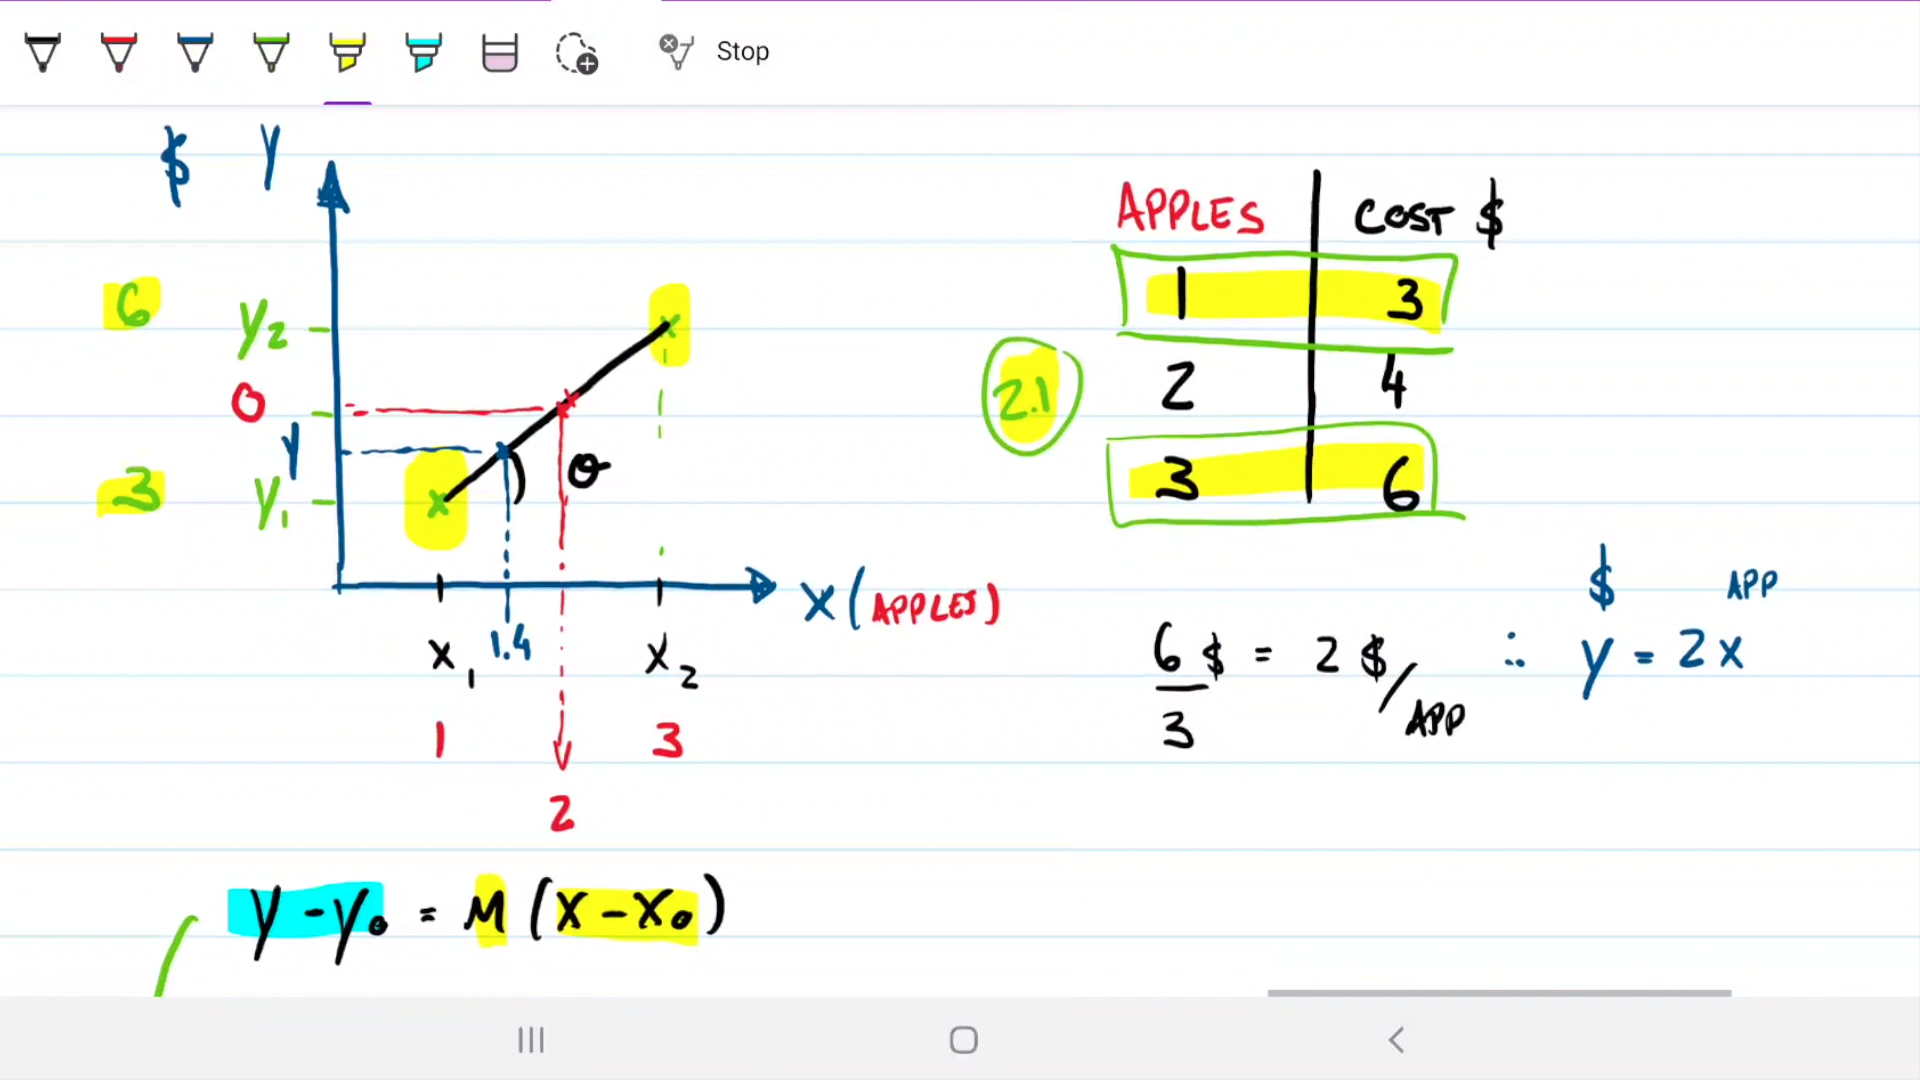 Stop
$ Y
APPLES COST $
1 3
6 Y2
2.1 2 4
O
Y θ
3 Y1
3 6
X (APPLES)
X1 1.4 X2
$ APP
6$/3 = 2 $/APP ∴ y = 2x
1 3
2
y - y0 = M (x - x0)